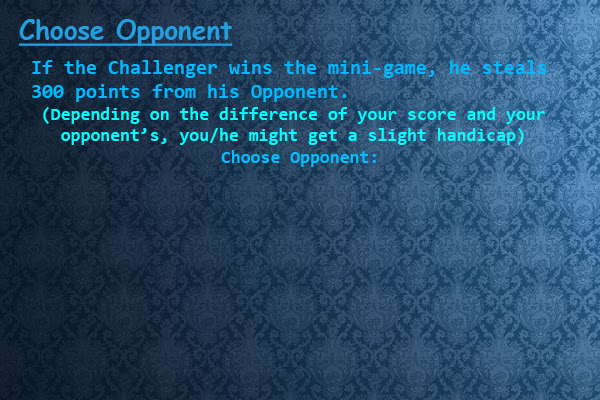 Choose Opponent
If the Challenger wins the mini-game, he steals
300 points from his Opponent.
(Depending on the difference of your score and your
opponent’s, you/he might get a slight handicap)
Choose Opponent: